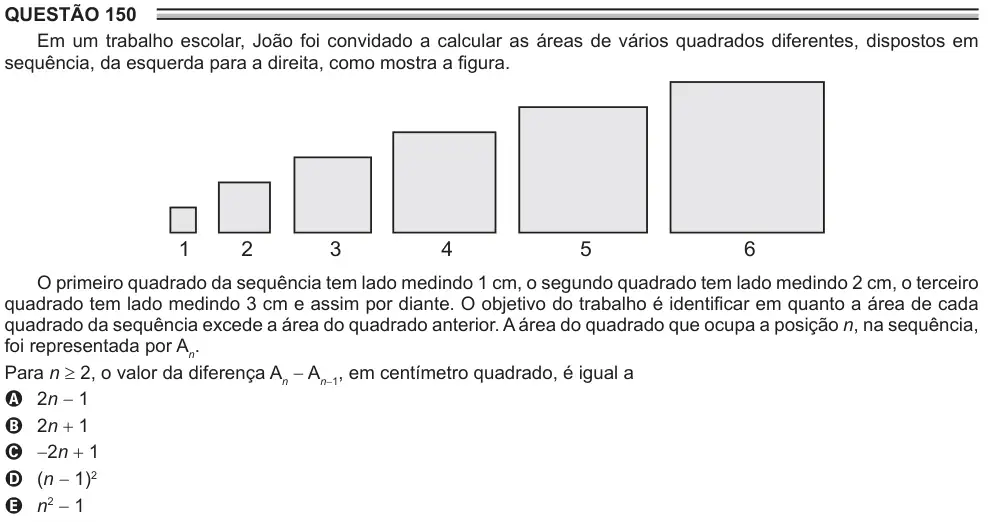 QUESTÃO 150
Em um trabalho escolar, João foi convidado a calcular as áreas de vários quadrados diferentes, dispostos em
sequência, da esquerda para a direita, como mostra a figura.
1 2 3 4 5 6
O primeiro quadrado da sequência tem lado medindo 1 cm, o segundo quadrado tem lado medindo 2 cm, o terceiro
quadrado tem lado medindo 3 cm e assim por diante. O objetivo do trabalho é identificar em quanto a área de cada
quadrado da sequência excede a área do quadrado anterior. A área do quadrado que ocupa a posição n, na sequência,
foi representada por Aₙ.
Para n ≥ 2, o valor da diferença Aₙ − Aₙ₋₁, em centímetro quadrado, é igual a
A 2n − 1
B 2n + 1
C −2n + 1
D (n − 1)²
E n² − 1